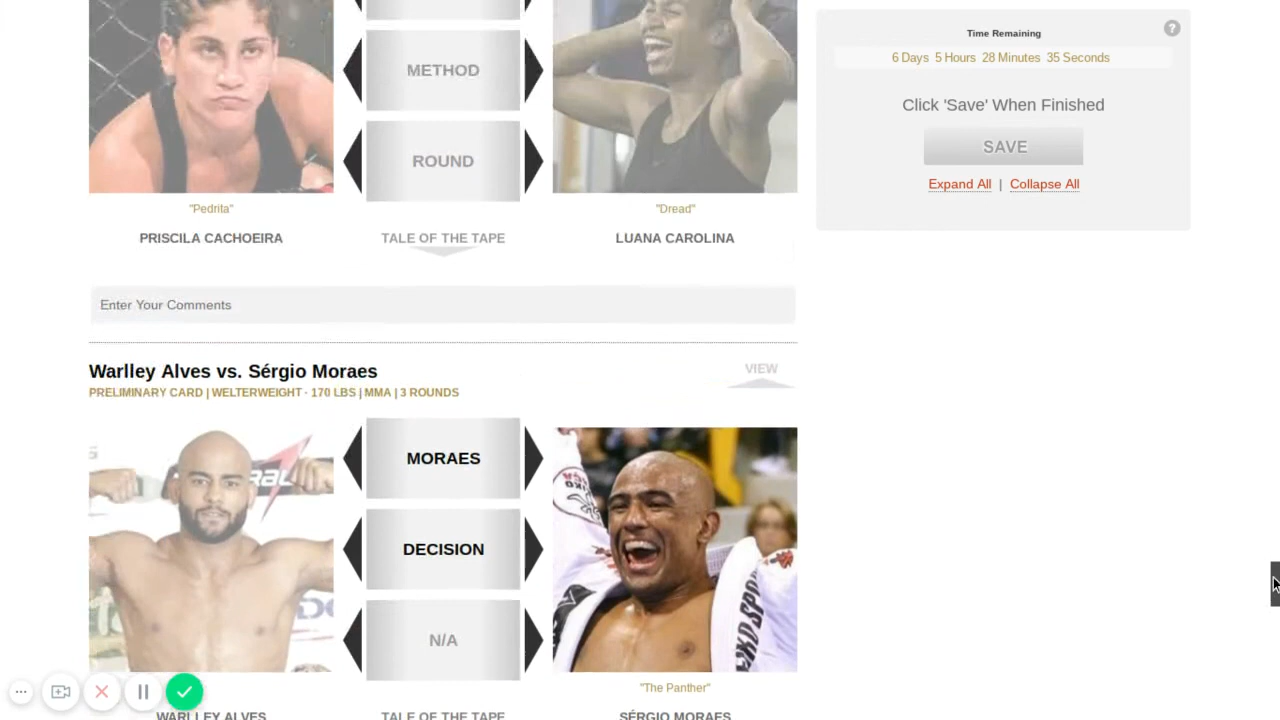 METHOD
ROUND
"Pedrita"
"Dread"
PRISCILA CACHOEIRA
TALE OF THE TAPE
LUANA CAROLINA
Enter Your Comments
Warlley Alves vs. Sérgio Moraes
VIEW
PRELIMINARY CARD | WELTERWEIGHT · 170 LBS | MMA | 3 ROUNDS
MORAES
DECISION
N/A
"The Panther"
WARLLEY ALVES
TALE OF THE TAPE
SÉRGIO MORAES
Time Remaining
?
6 Days 5 Hours 28 Minutes 35 Seconds
Click 'Save' When Finished
SAVE
Expand All | Collapse All